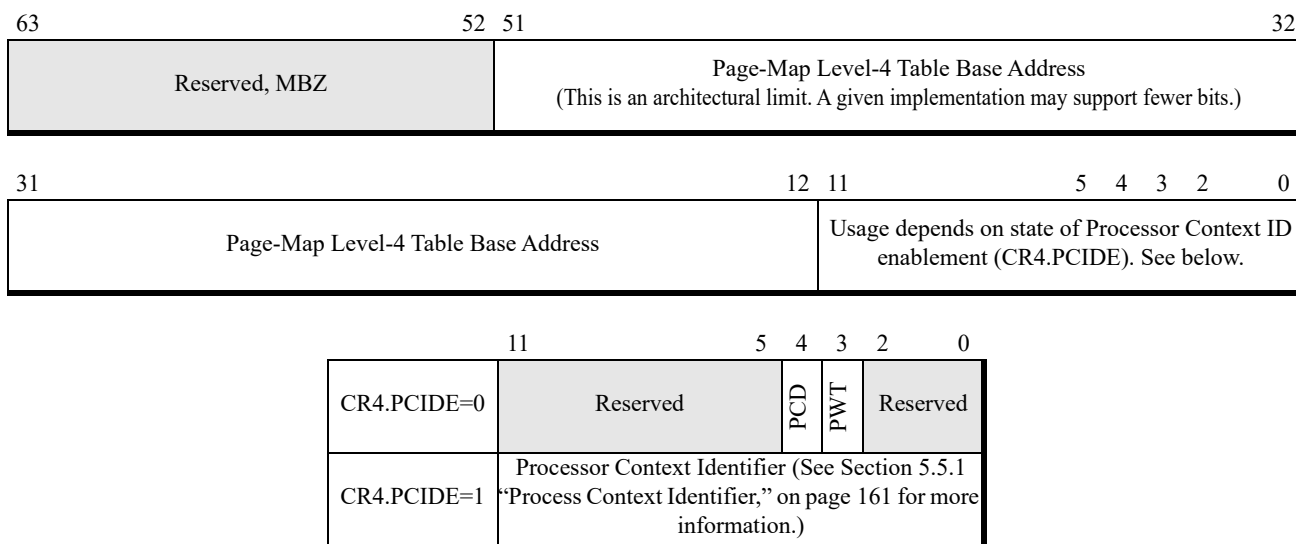 63 52 51 32
Reserved, MBZ
Page-Map Level-4 Table Base Address
(This is an architectural limit. A given implementation may support fewer bits.)
31 12 11 5 4 3 2 0
Page-Map Level-4 Table Base Address
Usage depends on state of Processor Context ID
enablement (CR4.PCIDE). See below.
11 5 4 3 2 0
CR4.PCIDE=0 Reserved PCD PWT Reserved
CR4.PCIDE=1
Processor Context Identifier (See Section 5.5.1
“Process Context Identifier,” on page 161 for more
information.)